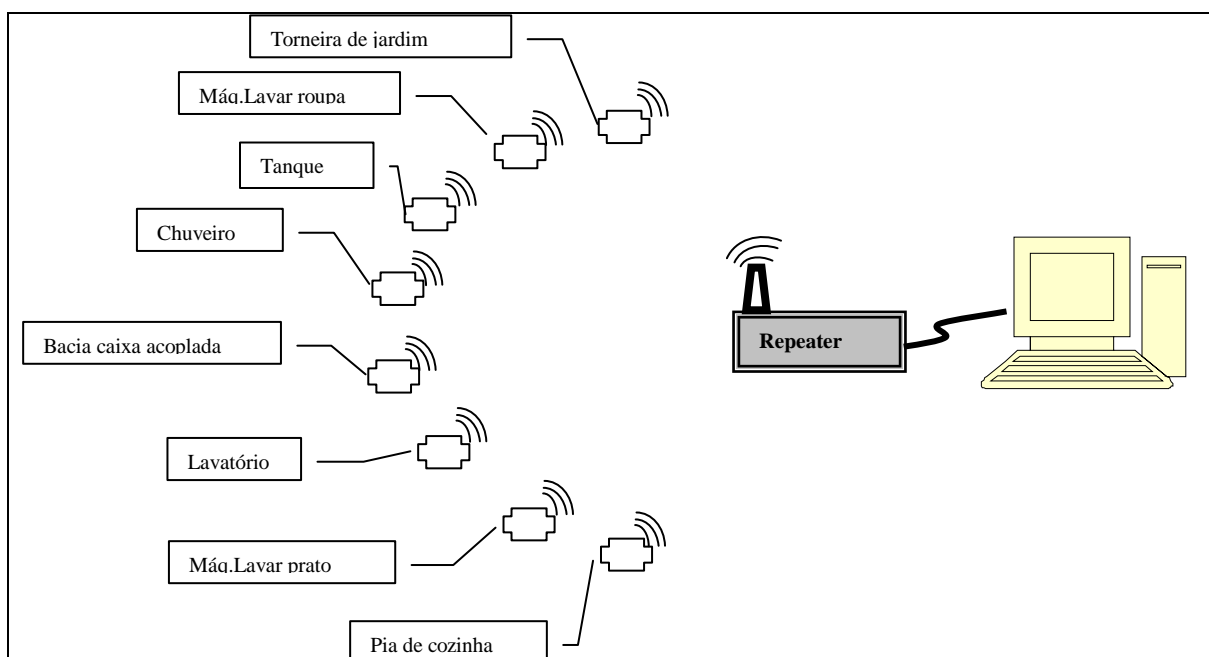 Torneira de jardim
Máq.Lavar roupa
Tanque
Chuveiro
Bacia caixa acoplada
Repeater
Lavatório
Máq.Lavar prato
Pia de cozinha